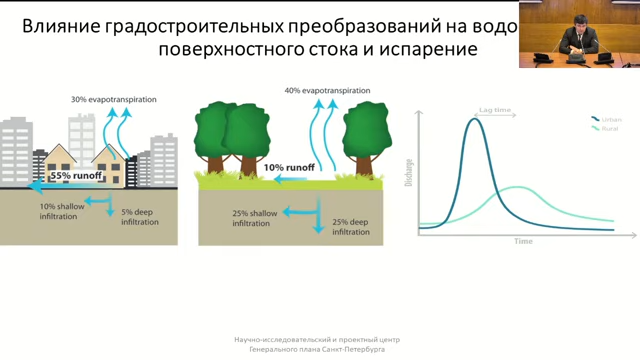 Влияние градостроительных преобразований на водо
поверхностного стока и испарение
30% evapotranspiration
55% runoff
10% shallow
infiltration
5% deep
infiltration
40% evapotranspiration
10% runoff
25% shallow
infiltration
25% deep
infiltration
Lag time
Urban
Rural
Discharge
Time
Научно-исследовательский и проектный центр
Генерального плана Санкт-Петербурга